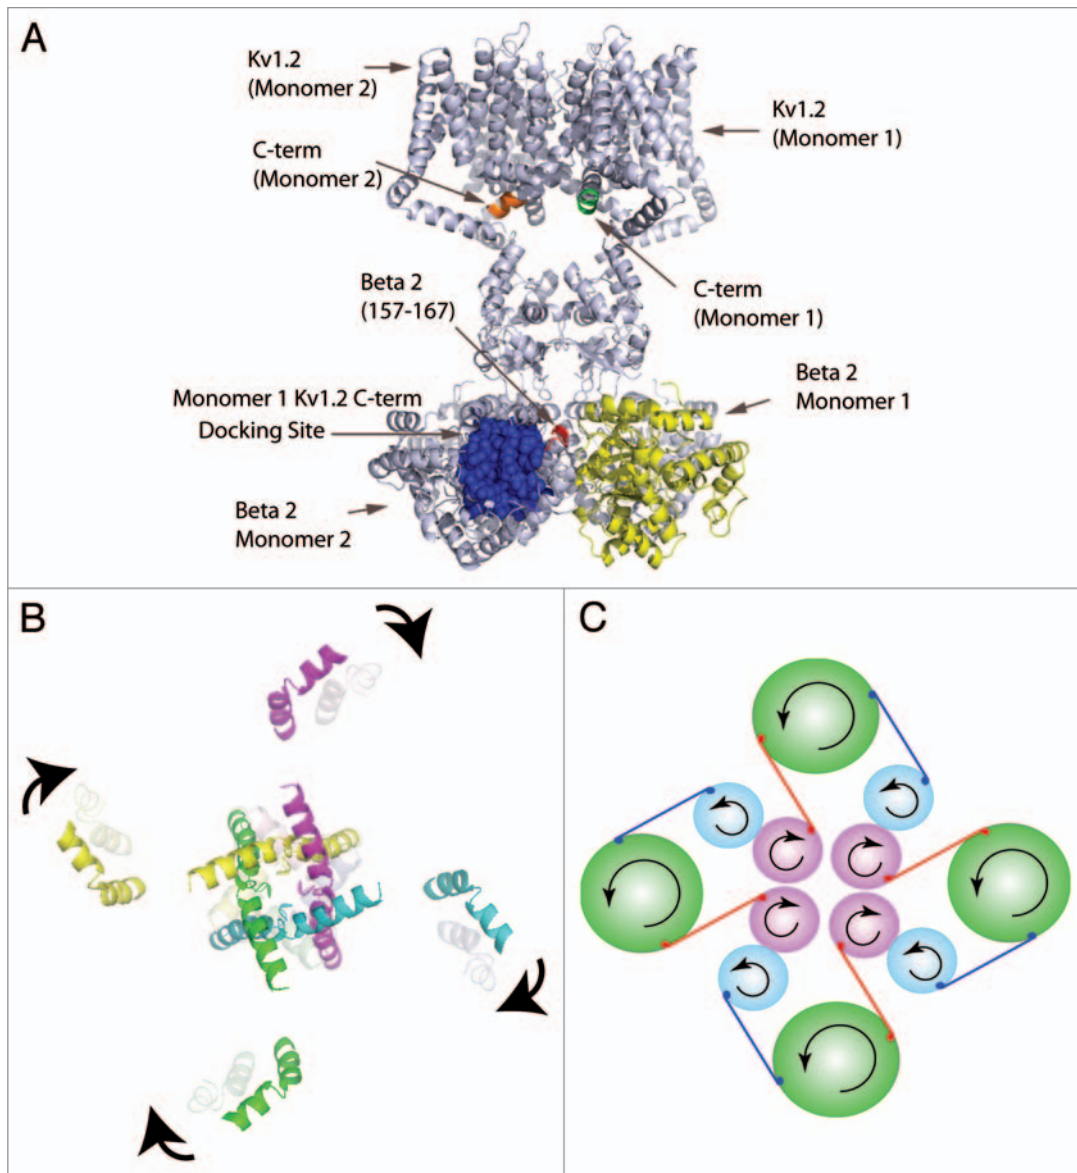 A
Kv1.2
(Monomer 2)
Kv1.2
(Monomer 1)
C-term
(Monomer 2)
Beta 2
(157-167)
C-term
(Monomer 1)
Beta 2
Monomer 1
Monomer 1 Kv1.2 C-term
Docking Site
Beta 2
Monomer 2
B
C